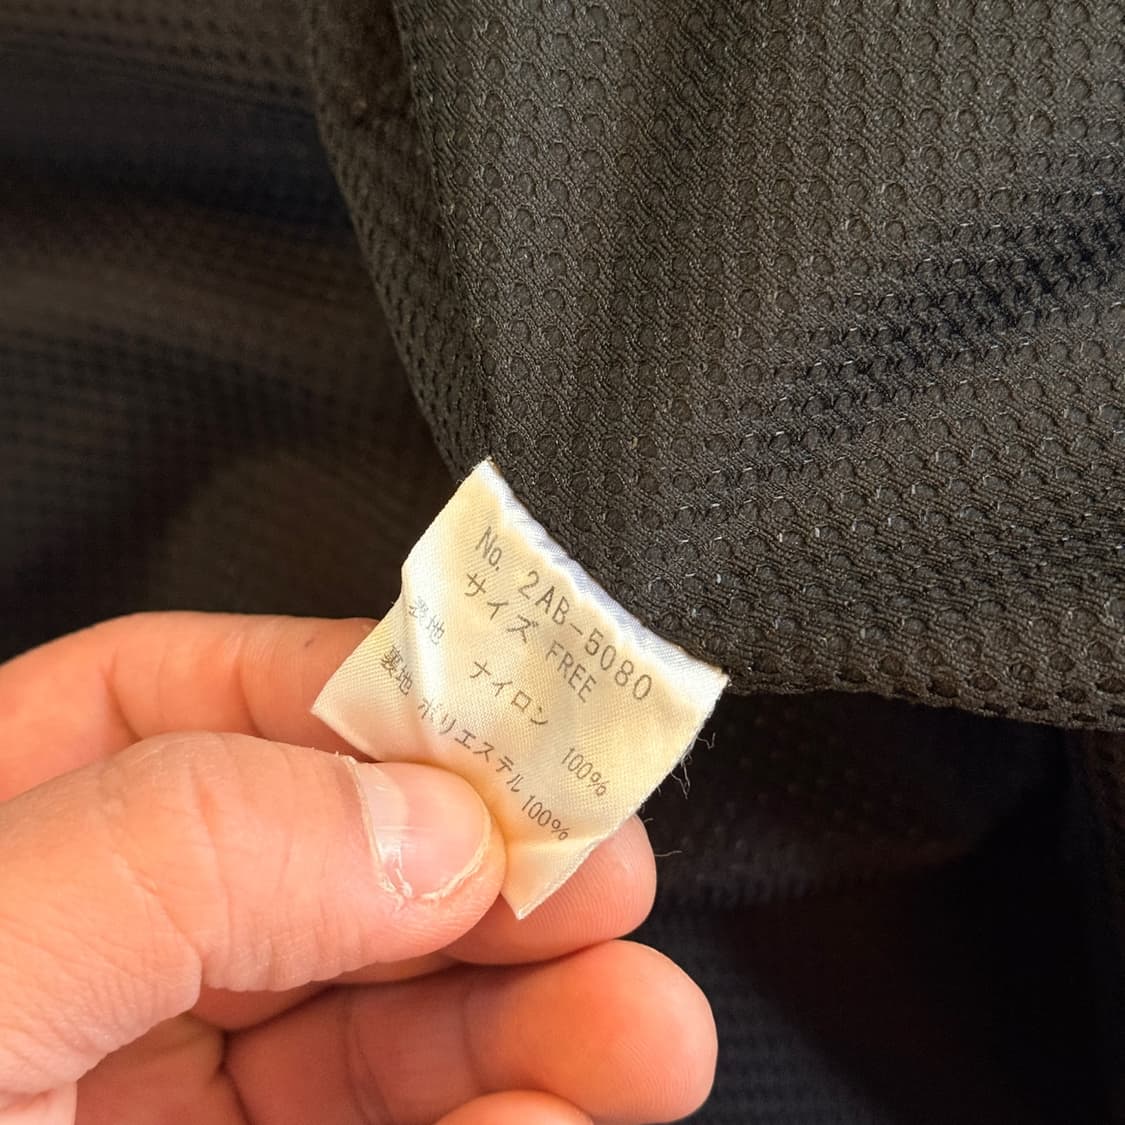 No. 2AB-5080
サイズ FREE
表地 ナイロン 100%
裏地 ポリエステル 100%